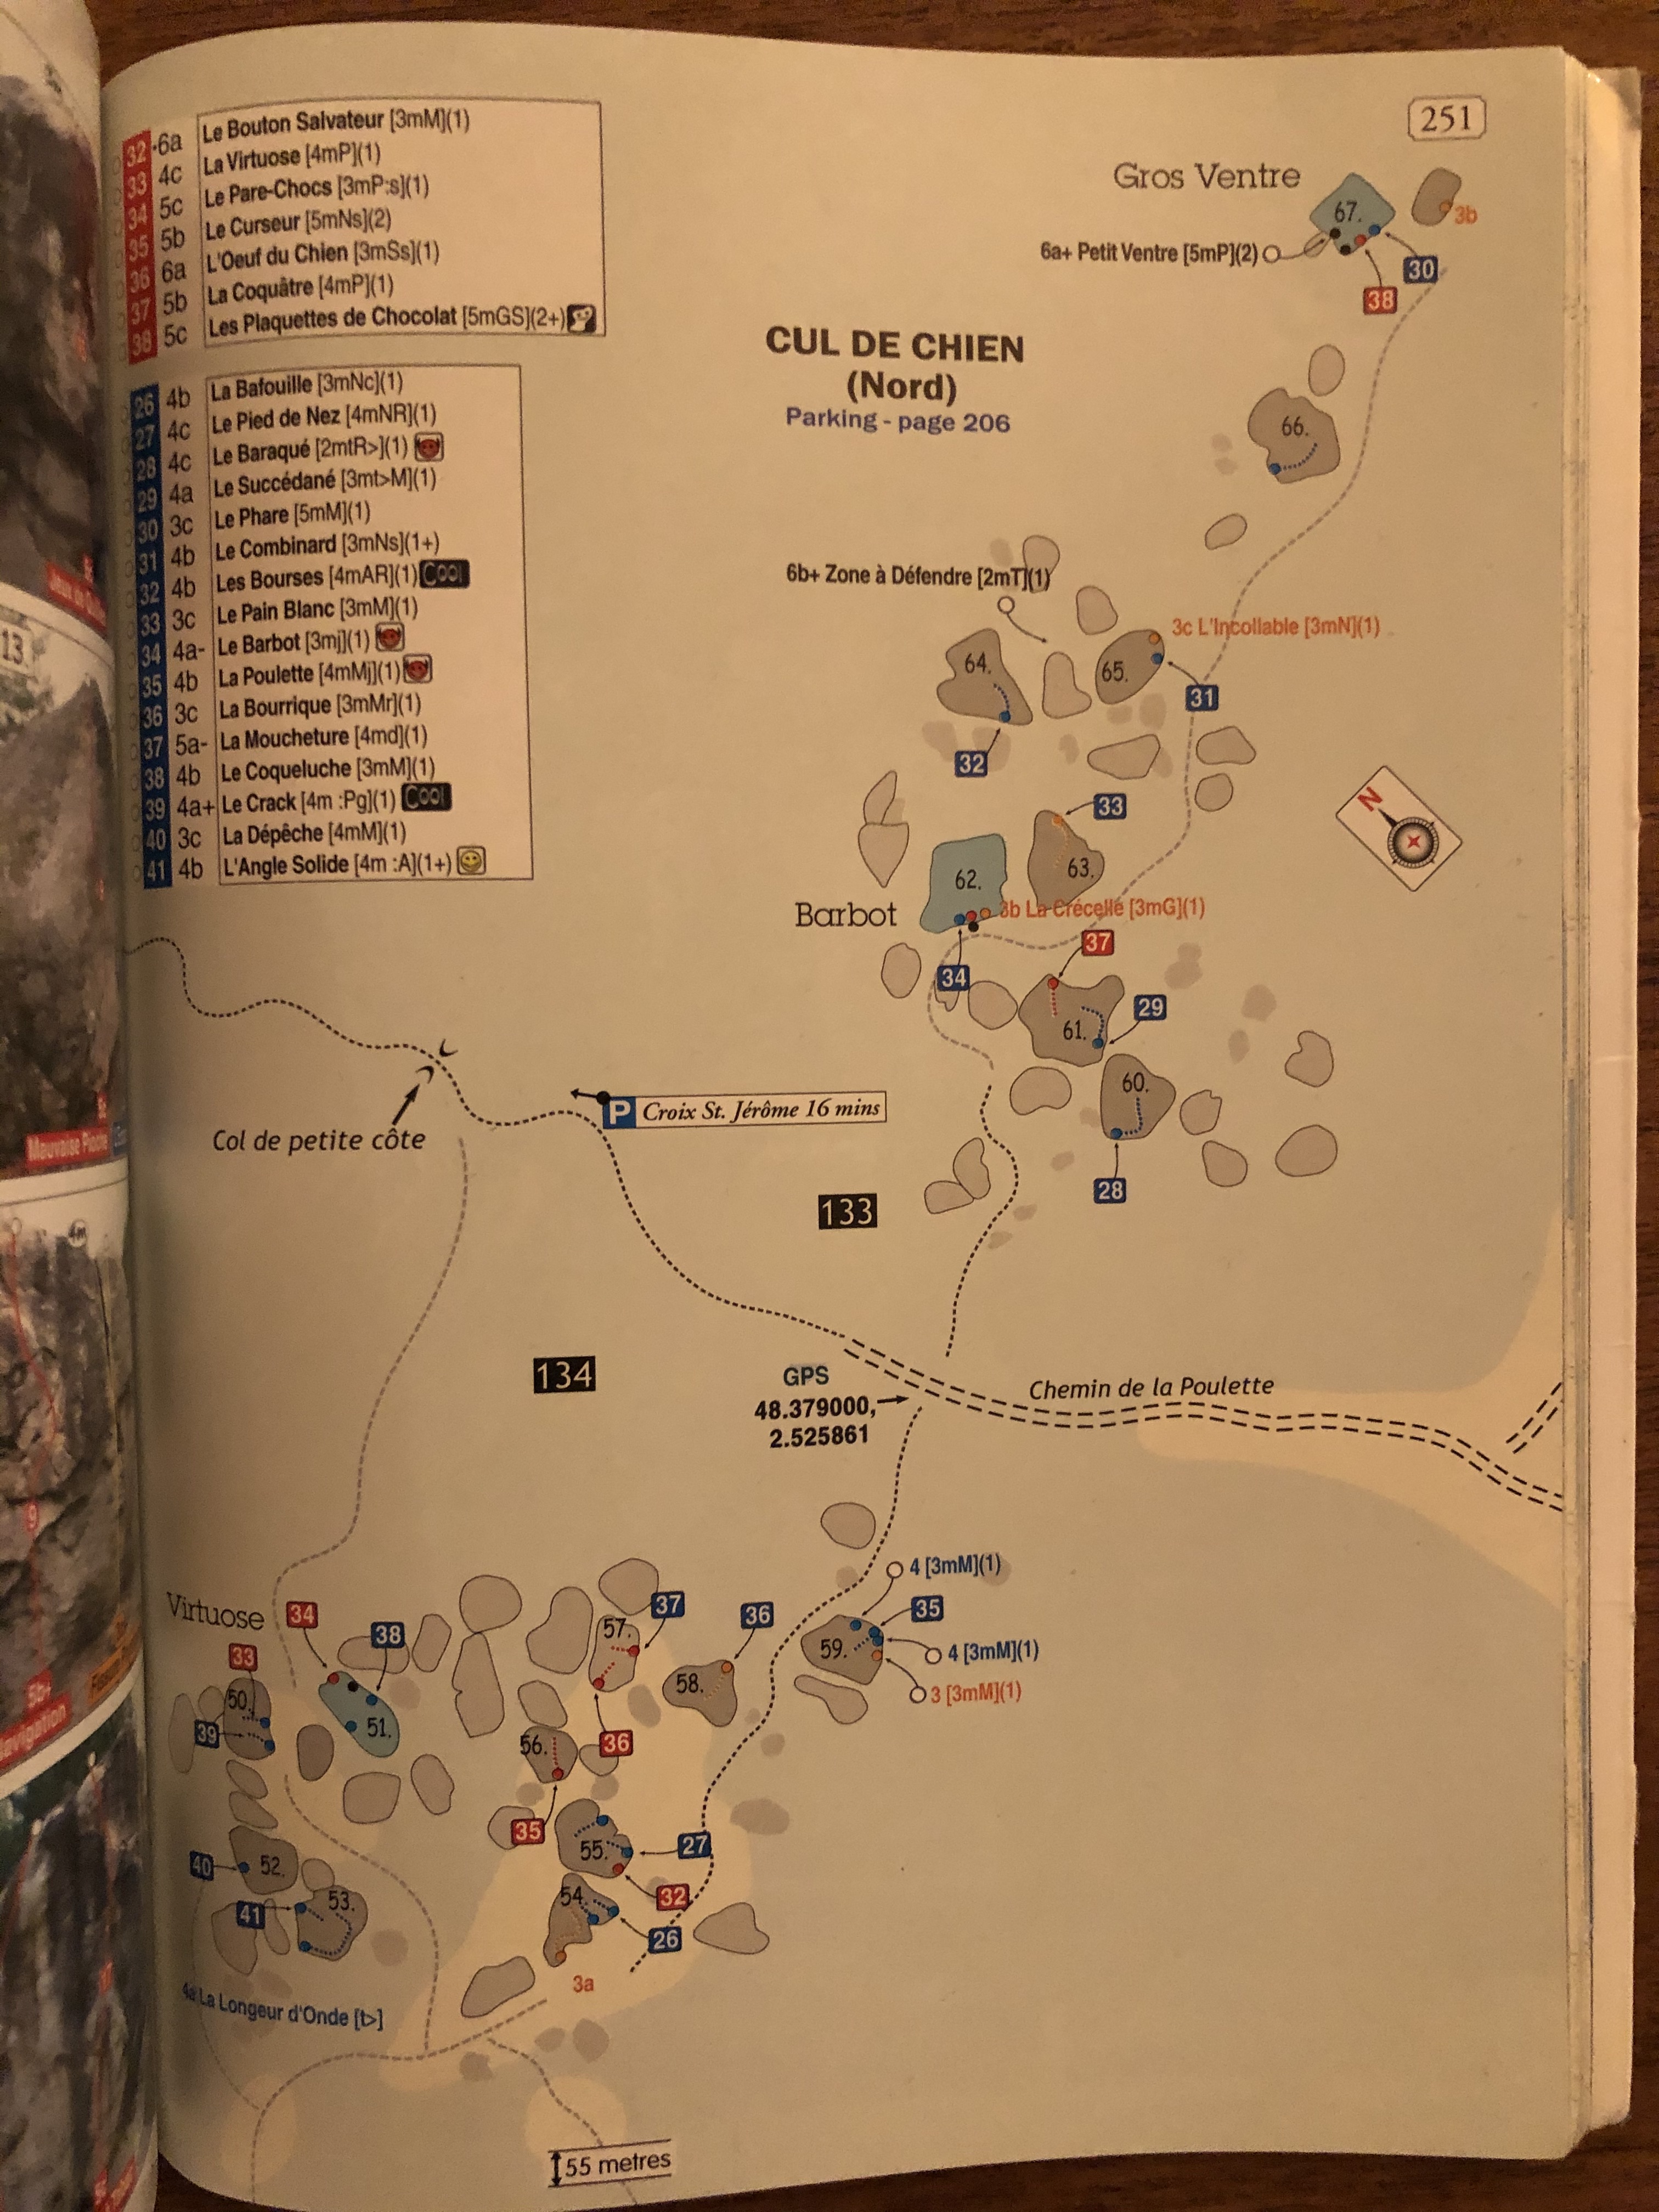 251
32 6a Le Bouton Salvateur [3mM](1)
33 4c La Virtuose [4mP](1)
34 5c Le Pare-Chocs [3mP:s](1)
35 5b Le Curseur [5mNs](2)
36 6a L'Oeuf du Chien [3mSs](1)
37 5b La Coquâtre [4mP](1)
38 5c Les Plaquettes de Chocolat [5mGS](2+)
26 4b La Bafouille [3mNc](1)
27 4c Le Pied de Nez [4mNR](1)
28 4c Le Baraqué [2mtR>](1)
29 4a Le Succédané [3mt>M](1)
30 3c Le Phare [5mM](1)
31 4b Le Combinard [3mNs](1+)
32 4b Les Bourses [4mAR](1) Cool
33 3c Le Pain Blanc [3mM](1)
34 4a- Le Barbot [3mj](1)
35 4b La Poulette [4mMj](1)
36 3c La Bourrique [3mMr](1)
37 5a- La Moucheture [4md](1)
38 4b Le Coqueluche [3mM](1)
39 4a+ Le Crack [4m :Pg](1) Cool
40 3c La Dépêche [4mM](1)
41 4b L'Angle Solide [4m :A](1+)
Gros Ventre
67.
3b
6a+ Petit Ventre [5mP](2)
30
38
CUL DE CHIEN
(Nord)
Parking - page 206
66.
6b+ Zone à Défendre [2mT](1)
3c L'Incollable [3mN](1)
64.
65.
31
32
33
N
63.
62.
Barbot
3b La Crécelle [3mG](1)
37
34
29
61.
60.
28
P Croix St. Jérôme 16 mins
Col de petite côte
133
134
GPS
48.379000,
2.525861
Chemin de la Poulette
4 [3mM](1)
35
59.
4 [3mM](1)
3 [3mM](1)
Virtuose
34
38
33
50.
39
51.
57.
37
36
58.
36
56.
35
55.
27
32
54.
26
3a
40
52.
41
53.
4a La Longeur d'Onde [t>]
55 metres
13
4m
9
Mauvaise Pioche